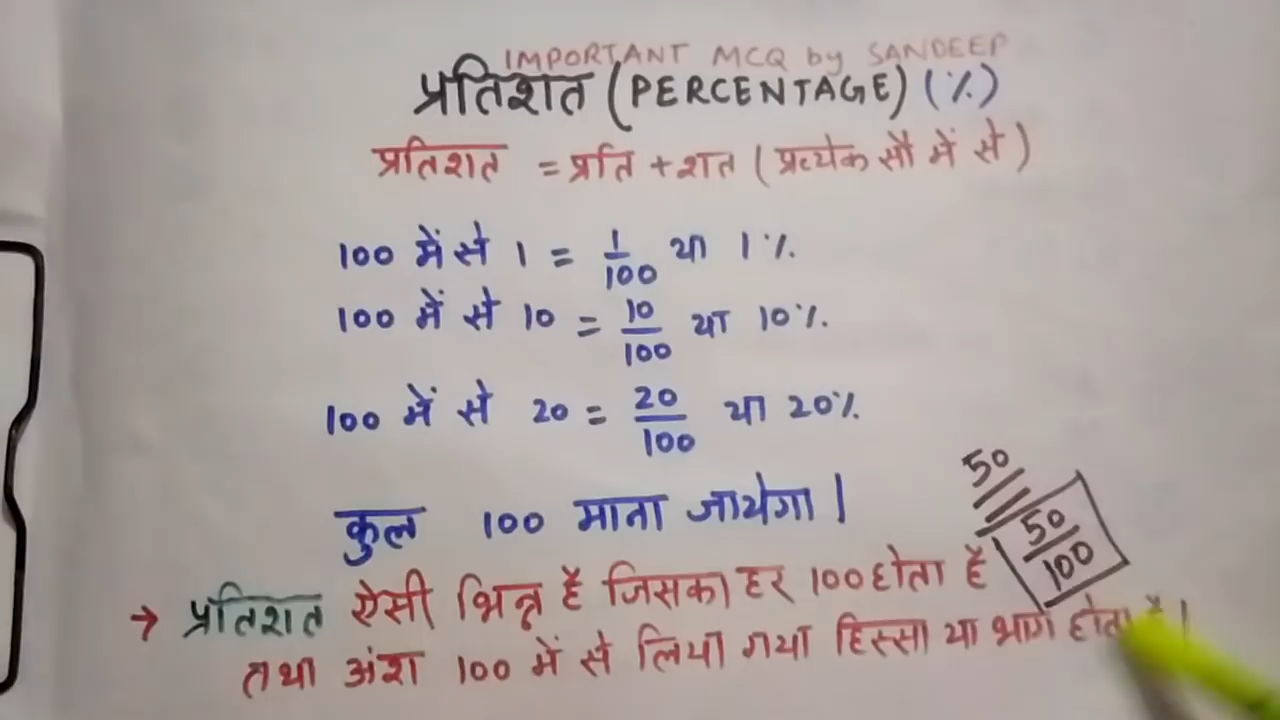 IMPORTANT MCQ by SANDEEP
प्रतिशत (PERCENTAGE) (%)
प्रतिशत = प्रति + शत (प्रत्येक सौ में से)
100 में से 1 = 1/100 या 1%.
100 में से 10 = 10/100 या 10%.
100 में से 20 = 20/100 या 20%.
कुल 100 माना जायेगा।
50
50/100
→ प्रतिशत ऐसी भिन्न है जिसका हर 100 होता है
तथा अंश 100 में से लिया गया हिस्सा या भाग होता है।